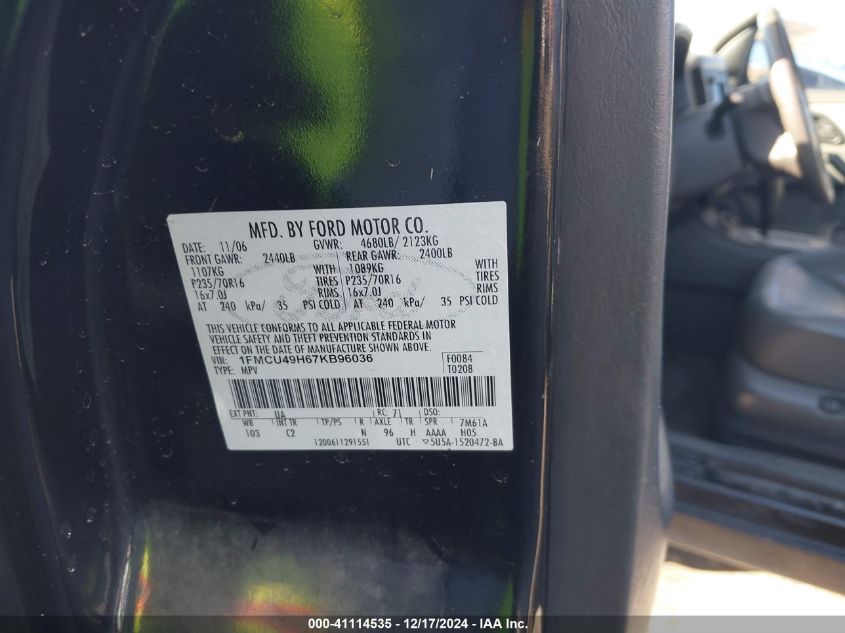 MFD. BY FORD MOTOR CO.
DATE: 11/06 GVWR: 4680LB/ 2123KG
FRONT GAWR: 2440LB REAR GAWR: 2400LB
1107KG WITH 1089KG WITH
P235/70R16 TIRES P235/70R16 TIRES
16x7.0J RIMS 16x7.0J RIMS
AT 240 kPa/ 35 PSI COLD AT 240 kPa/ 35 PSI COLD
THIS VEHICLE CONFORMS TO ALL APPLICABLE FEDERAL MOTOR
VEHICLE SAFETY AND THEFT PREVENTION STANDARDS IN
EFFECT ON THE DATE OF MANUFACTURE SHOWN ABOVE.
VIN: 1FMCU49H67KB96036 F0084
TYPE: MPV T0208
EXT PNT: UA RC: 71 DSO:
WB INT TR TP/PS R AXLE TR SPR 7M61A
103 C2 N 96 H AAAA H05
1200611291551 UTC ▽5U5A-1520472-BA
000-41114535 - 12/17/2024 - IAA Inc.